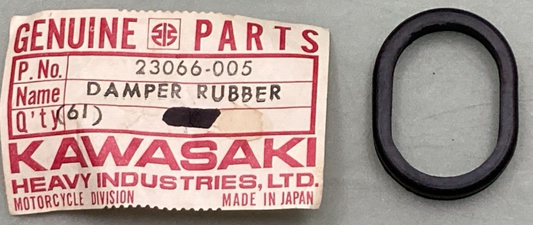 GENUINE PARTS
P.No. 23066-005
Name DAMPER RUBBER
Q'ty (61)
KAWASAKI
HEAVY INDUSTRIES, LTD.
MOTORCYCLE DIVISION MADE IN JAPAN